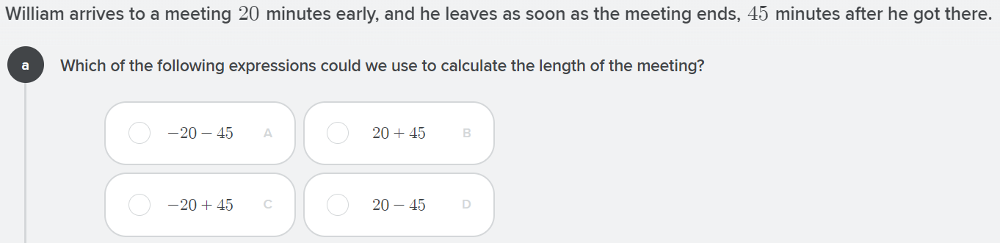 William arrives to a meeting 20 minutes early, and he leaves as soon as the meeting ends, 45 minutes after he got there.
a Which of the following expressions could we use to calculate the length of the meeting?
−20 − 45 A 20 + 45 B
−20 + 45 C 20 − 45 D